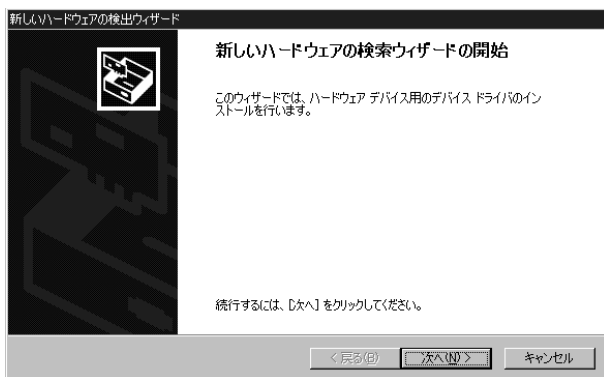 新しいハードウェアの検出ウィザード
新しいハードウェアの検索ウィザードの開始
このウィザードでは、ハードウェア デバイス用のデバイス ドライバのイン
ストールを行います。
続行するには、[次へ] をクリックしてください。
< 戻る(B)
次へ(N) >
キャンセル